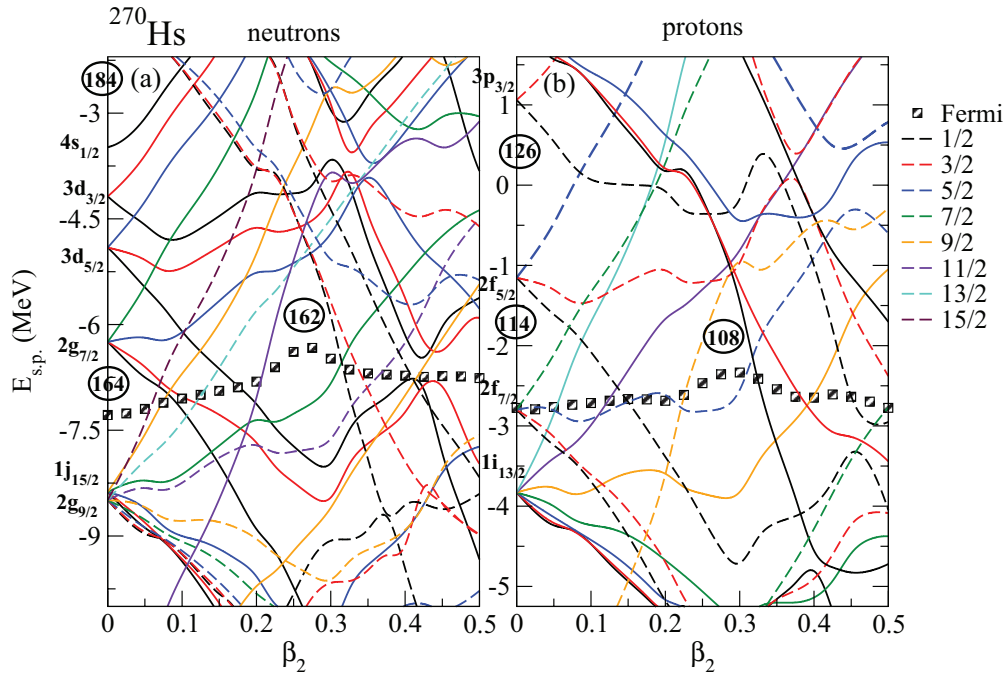 ²⁷⁰Hs
neutrons
protons
184
(a)
-3
4s1/2
3d3/2
-4.5
3d5/2
-6
2g7/2
164
-7.5
1j15/2
2g9/2
-9
162
E s.p. (MeV)
0
0.1
0.2
0.3
0.4
0.5
β2
3p3/2
(b)
1
126
0
-1
2f5/2
114
108
-2
2f7/2
-3
1i13/2
-4
-5
0
0.1
0.2
0.3
0.4
0.5
β2
Fermi
1/2
3/2
5/2
7/2
9/2
11/2
13/2
15/2